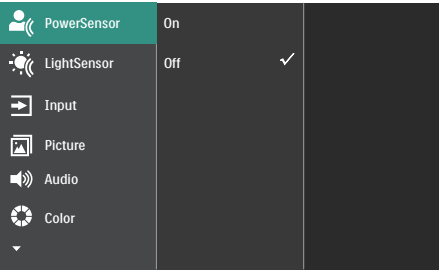 PowerSensor
On
LightSensor
Off
Input
Picture
Audio
Color